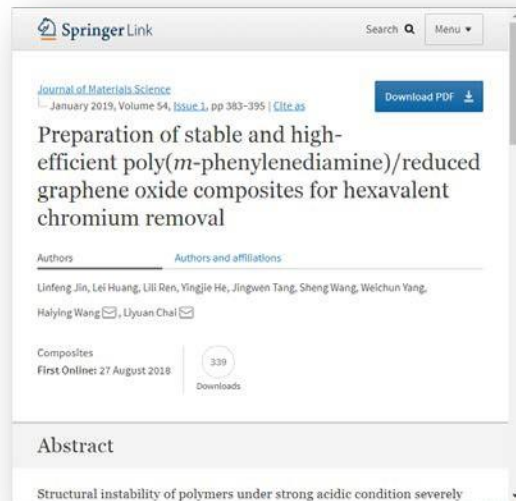 Springer Link
Search
Menu ▾
Journal of Materials Science
January 2019, Volume 54, Issue 1, pp 383–395 | Cite as
Download PDF
Preparation of stable and high-
efficient poly(m-phenylenediamine)/reduced
graphene oxide composites for hexavalent
chromium removal
Authors
Authors and affiliations
Linfeng Jin, Lei Huang, Lili Ren, Yingjie He, Jingwen Tang, Sheng Wang, Weichun Yang,
Haiying Wang, Liyuan Chai
Composites
First Online: 27 August 2018
339
Downloads
Abstract
Structural instability of polymers under strong acidic condition severely